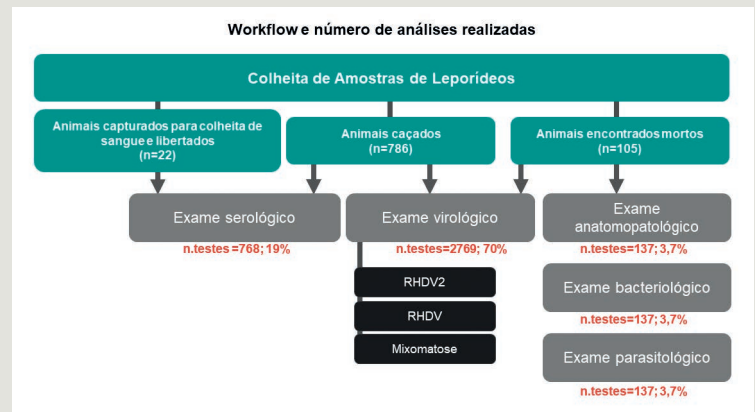 Workflow e número de análises realizadas
Colheita de Amostras de Leporídeos
Animais capturados para colheita de
sangue e libertados
(n=22)
Animais caçados
(n=786)
Animais encontrados mortos
(n=105)
Exame serológico
n.testes =768; 19%
Exame virológico
n.testes=2769; 70%
Exame
anatomopatológico
n.testes=137; 3,7%
RHDV2
RHDV
Mixomatose
Exame bacteriológico
n.testes=137; 3,7%
Exame parasitológico
n.testes=137; 3,7%